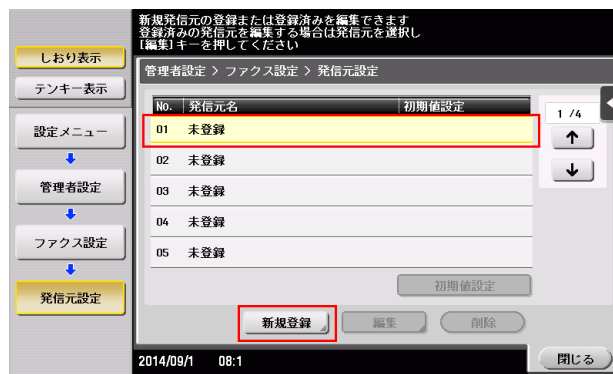 新規発信元の登録または登録済みを編集できます
登録済みの発信元を編集する場合は発信元を選択し
[編集]キーを押してください
しおり表示
テンキー表示
設定メニュー
管理者設定
ファクス設定
発信元設定
管理者設定 > ファクス設定 > 発信元設定
No. 発信元名 初期値設定
01 未登録
02 未登録
03 未登録
04 未登録
05 未登録
1 /4
初期値設定
新規登録 編集 削除
2014/09/1 08:1
閉じる